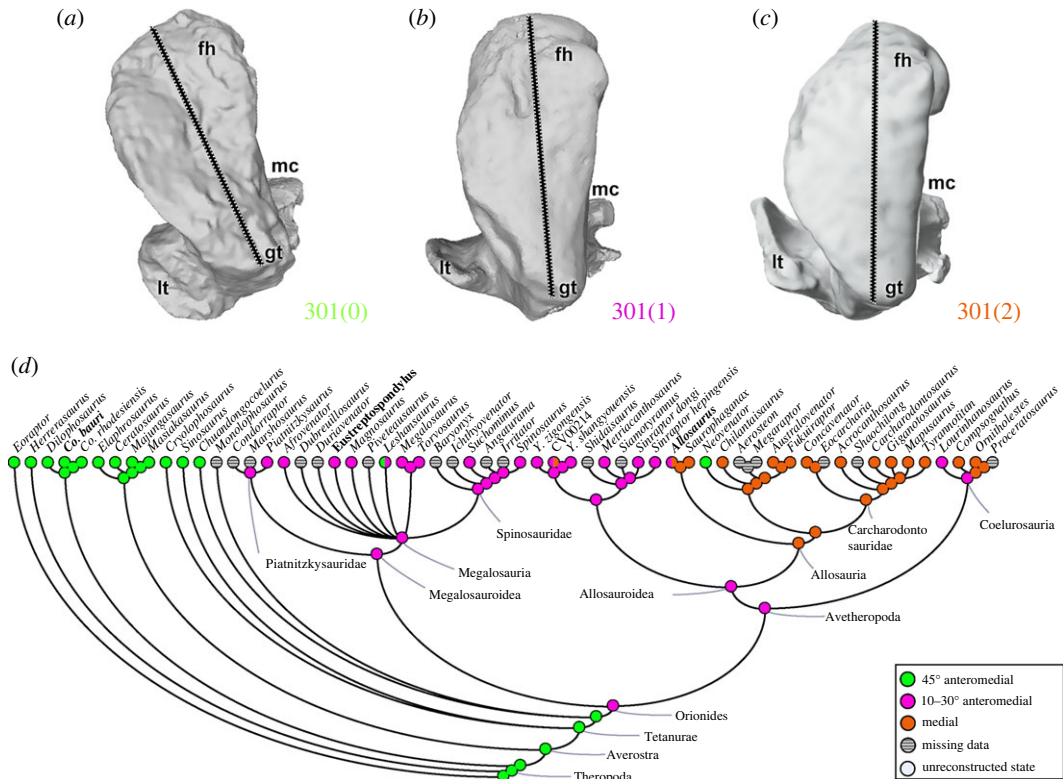 (a)
(b)
(c)
fh
fh
fh
mc
mc
mc
lt
lt
lt
gt
gt
gt
301(0)
301(1)
301(2)
(d)
Eoraptor
Herrerasaurus
Dilophosaurus
Co. bauri
Co. rhodesiensis
Elaphrosaurus
Ceratosaurus
Majungasaurus
Masiakasaurus
Cryolophosaurus
Sinosaurus
Chuandongocoelurus
Monolophosaurus
Condorraptor
Marshosaurus
Piatnitzkysaurus
Afrovenator
Dubreuillosaurus
Duriavenator
Eustreptospondylus
Magnosaurus
Piveteausaurus
Leshansaurus
Megalosaurus
Torvosaurus
Baryonyx
Ichthyovenator
Suchomimus
Angaturama
Irritator
Spinosaurus
Y. zigongensis
CV00214
Y. shangyouensis
Shidaisaurus
Metriacanthosaurus
Siamotyrannus
Sinraptor dongi
Sinraptor hepingensis
Allosaurus
Saurophaganax
Neovenator
Chilantaisaurus
Aerosteon
Megaraptor
Australovenator
Fukuiraptor
Concavenator
Eocarcharia
Acrocanthosaurus
Shaochilong
Carcharodontosaurus
Giganotosaurus
Mapusaurus
Tyrannotitan
Lourinhanosaurus
Compsognathus
Ornitholestes
Proceratosaurus
Spinosauridae
Piatnitzkysauridae
Megalosauria
Megalosauroidea
Allosauroidea
Carcharodonto
sauridae
Allosauria
Coelurosauria
Avetheropoda
Orionides
Tetanurae
Averostra
Theropoda
45° anteromedial
10–30° anteromedial
medial
missing data
unreconstructed state